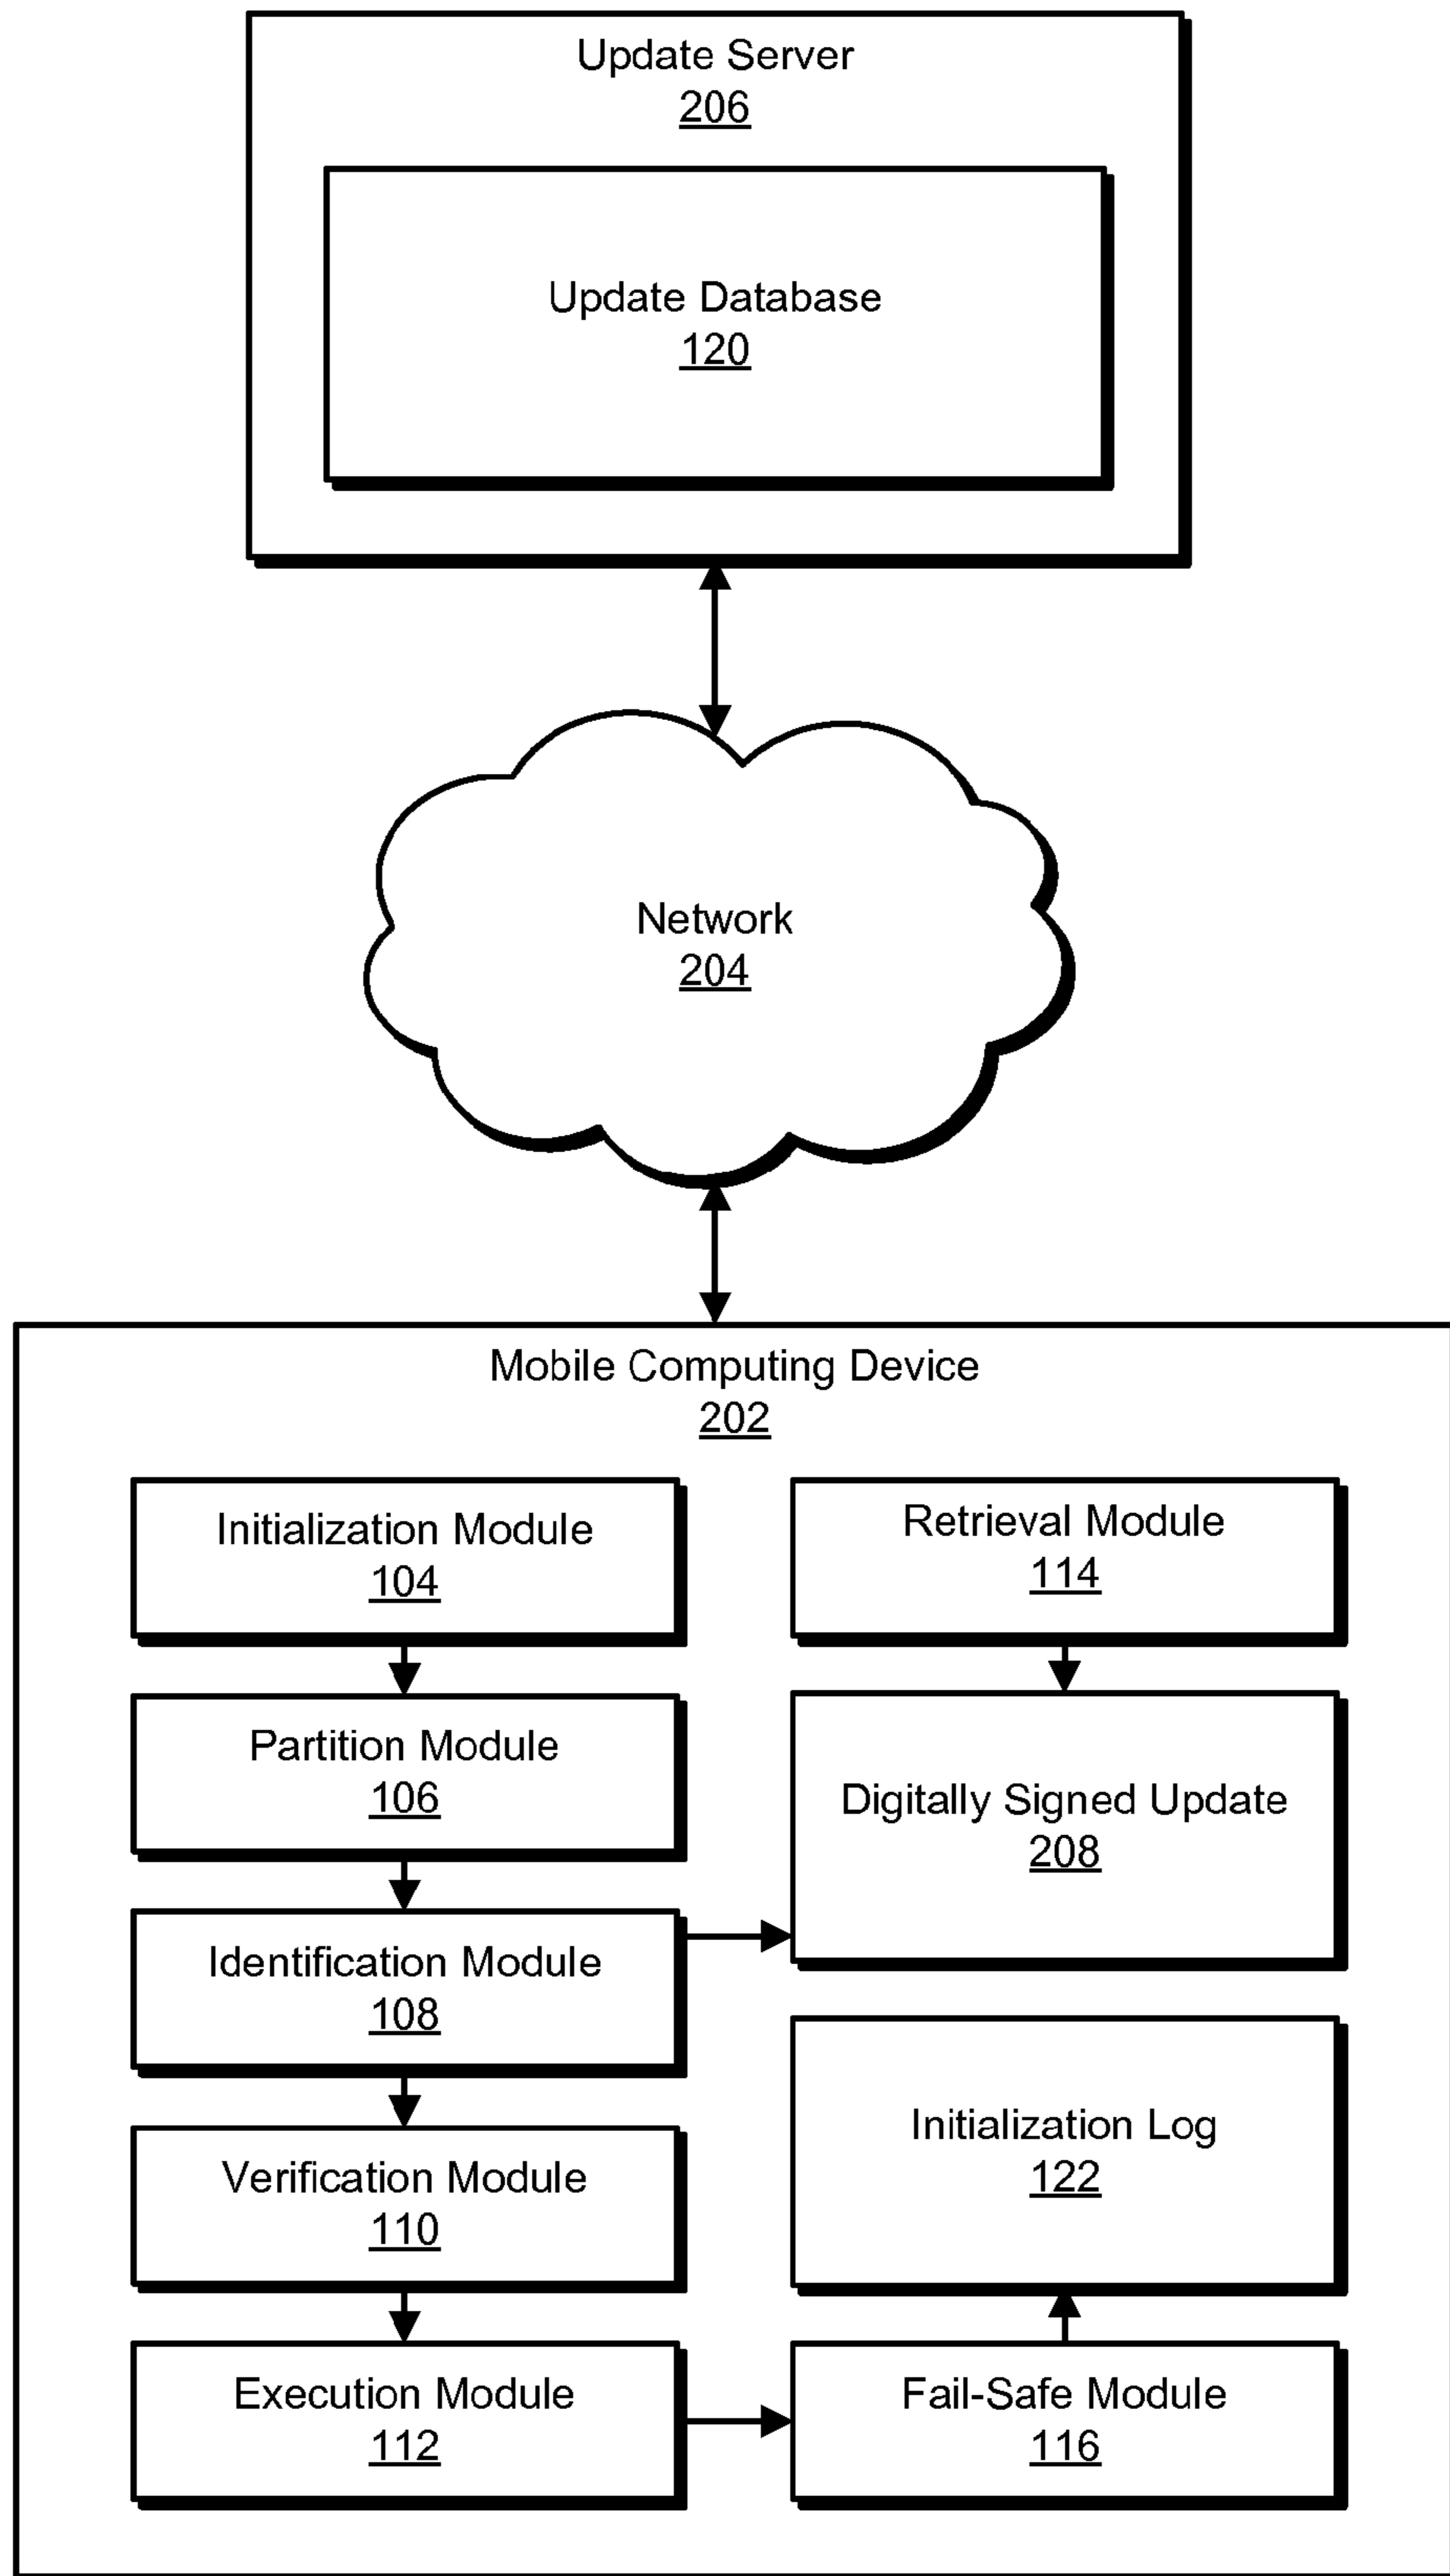 Update Server
206
Update Database
120
Network
204
Mobile Computing Device
202
Initialization Module
104
Partition Module
106
Identification Module
108
Verification Module
110
Execution Module
112
Retrieval Module
114
Digitally Signed Update
208
Initialization Log
122
Fail-Safe Module
116